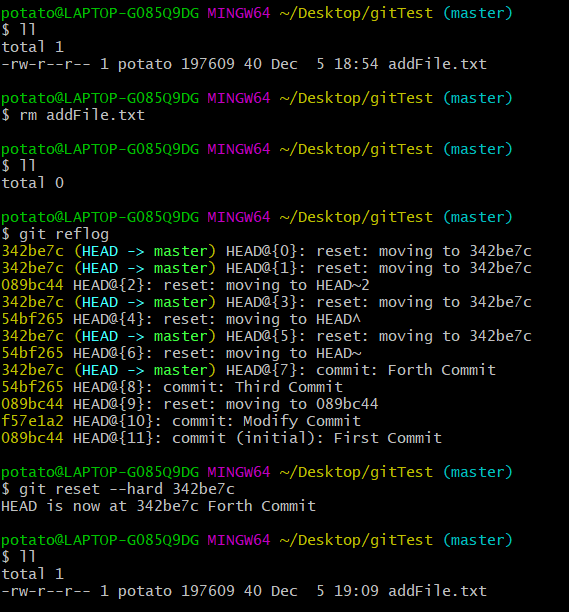 potato@LAPTOP-G085Q9DG MINGW64 ~/Desktop/gitTest (master)
$ ll
total 1
-rw-r--r-- 1 potato 197609 40 Dec  5 18:54 addFile.txt
potato@LAPTOP-G085Q9DG MINGW64 ~/Desktop/gitTest (master)
$ rm addFile.txt
potato@LAPTOP-G085Q9DG MINGW64 ~/Desktop/gitTest (master)
$ ll
total 0
potato@LAPTOP-G085Q9DG MINGW64 ~/Desktop/gitTest (master)
$ git reflog
342be7c (HEAD -> master) HEAD@{0}: reset: moving to 342be7c
342be7c (HEAD -> master) HEAD@{1}: reset: moving to 342be7c
089bc44 HEAD@{2}: reset: moving to HEAD~2
342be7c (HEAD -> master) HEAD@{3}: reset: moving to 342be7c
54bf265 HEAD@{4}: reset: moving to HEAD^
342be7c (HEAD -> master) HEAD@{5}: reset: moving to 342be7c
54bf265 HEAD@{6}: reset: moving to HEAD~
342be7c (HEAD -> master) HEAD@{7}: commit: Forth Commit
54bf265 HEAD@{8}: commit: Third Commit
089bc44 HEAD@{9}: reset: moving to 089bc44
f57e1a2 HEAD@{10}: commit: Modify Commit
089bc44 HEAD@{11}: commit (initial): First Commit
potato@LAPTOP-G085Q9DG MINGW64 ~/Desktop/gitTest (master)
$ git reset --hard 342be7c
HEAD is now at 342be7c Forth Commit
potato@LAPTOP-G085Q9DG MINGW64 ~/Desktop/gitTest (master)
$ ll
total 1
-rw-r--r-- 1 potato 197609 40 Dec  5 19:09 addFile.txt